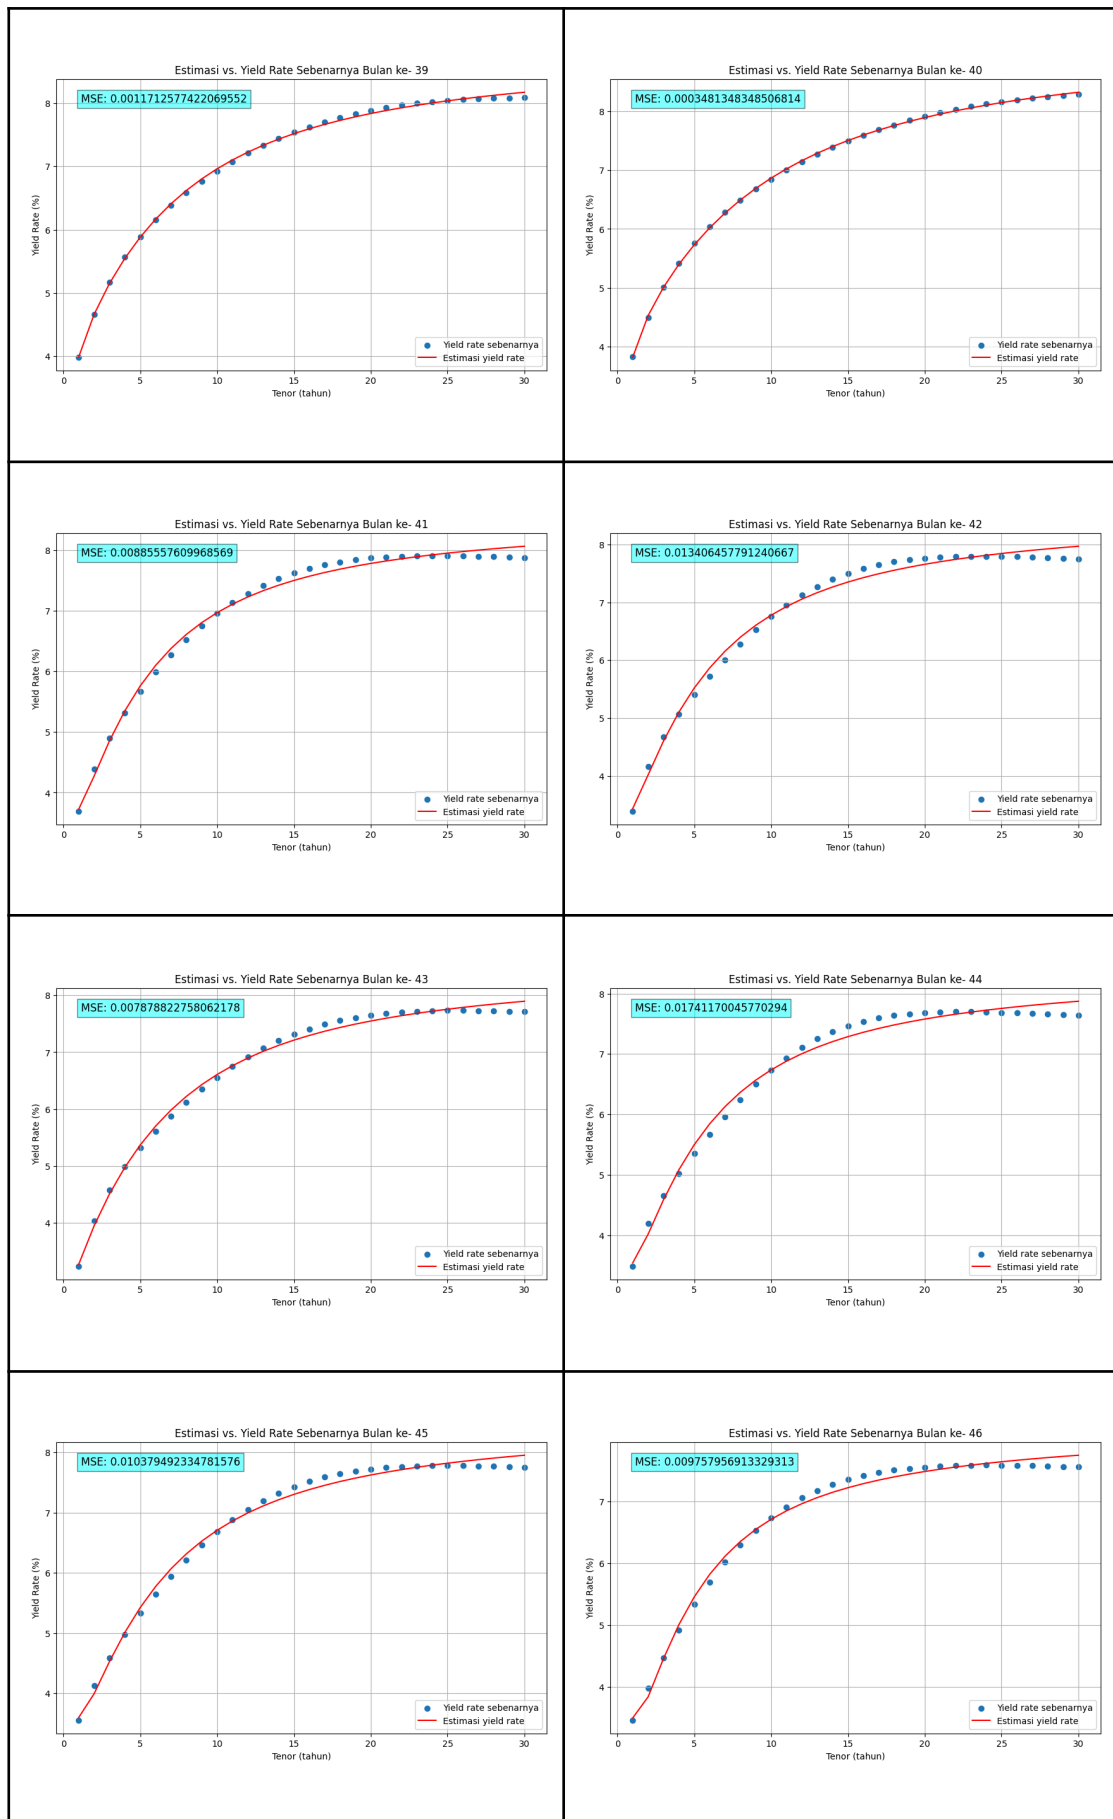 Estimasi vs. Yield Rate Sebenarnya Bulan ke- 39
MSE: 0.0011712577422069552
Yield Rate (%)
8
7
6
5
4
0 5 10 15 20 25 30
Tenor (tahun)
Yield rate sebenarnya
Estimasi yield rate
Estimasi vs. Yield Rate Sebenarnya Bulan ke- 40
MSE: 0.0003481348348506814
Yield Rate (%)
8
7
6
5
4
0 5 10 15 20 25 30
Tenor (tahun)
Yield rate sebenarnya
Estimasi yield rate
Estimasi vs. Yield Rate Sebenarnya Bulan ke- 41
MSE: 0.00885557609968569
Yield Rate (%)
8
7
6
5
4
0 5 10 15 20 25 30
Tenor (tahun)
Yield rate sebenarnya
Estimasi yield rate
Estimasi vs. Yield Rate Sebenarnya Bulan ke- 42
MSE: 0.013406457791240667
Yield Rate (%)
8
7
6
5
4
0 5 10 15 20 25 30
Tenor (tahun)
Yield rate sebenarnya
Estimasi yield rate
Estimasi vs. Yield Rate Sebenarnya Bulan ke- 43
MSE: 0.007878822758062178
Yield Rate (%)
8
7
6
5
4
0 5 10 15 20 25 30
Tenor (tahun)
Yield rate sebenarnya
Estimasi yield rate
Estimasi vs. Yield Rate Sebenarnya Bulan ke- 44
MSE: 0.01741170045770294
Yield Rate (%)
8
7
6
5
4
0 5 10 15 20 25 30
Tenor (tahun)
Yield rate sebenarnya
Estimasi yield rate
Estimasi vs. Yield Rate Sebenarnya Bulan ke- 45
MSE: 0.010379492334781576
Yield Rate (%)
8
7
6
5
4
0 5 10 15 20 25 30
Tenor (tahun)
Yield rate sebenarnya
Estimasi yield rate
Estimasi vs. Yield Rate Sebenarnya Bulan ke- 46
MSE: 0.009757956913329313
Yield Rate (%)
7
6
5
4
0 5 10 15 20 25 30
Tenor (tahun)
Yield rate sebenarnya
Estimasi yield rate